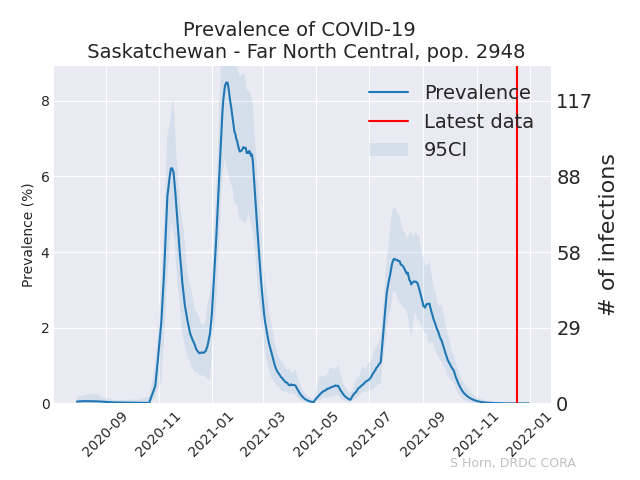 Prevalence of COVID-19
Saskatchewan - Far North Central, pop. 2948
Prevalence
Latest data
95CI
Prevalence (%)
8
6
4
2
0
117
88
58
29
0
# of infections
2020-09
2020-11
2021-01
2021-03
2021-05
2021-07
2021-09
2021-11
2022-01
S Horn, DRDC CORA